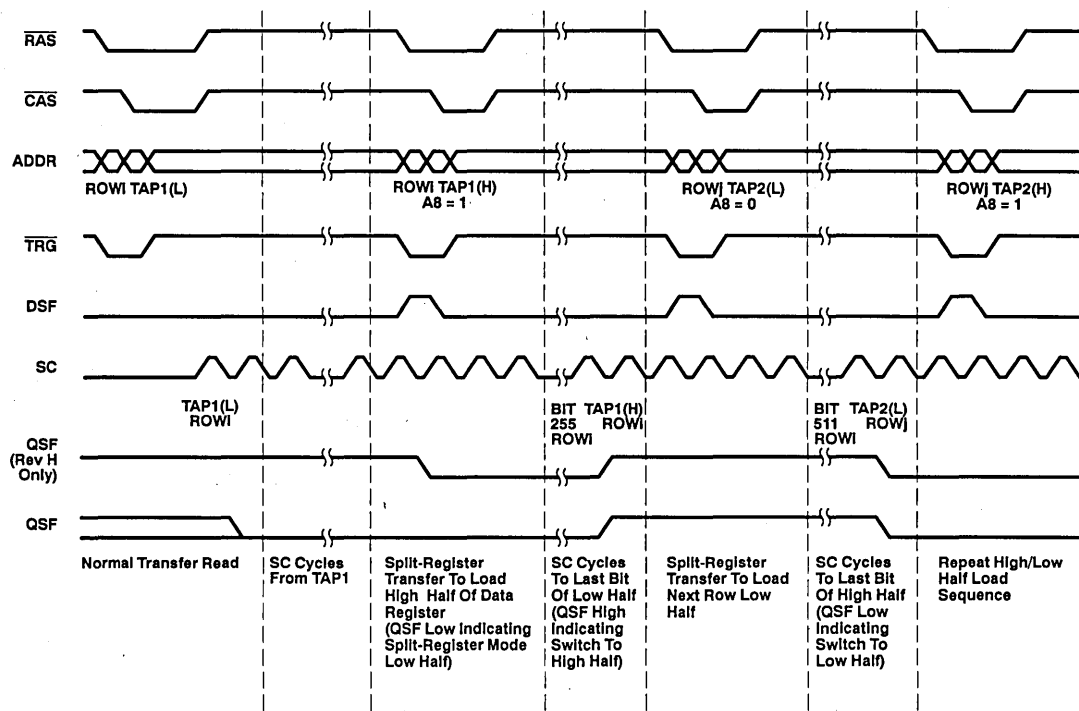 RAS
CAS
ADDR
ROWi TAP1(L)
ROWi TAP1(H)
A8 = 1
ROWj TAP2(L)
A8 = 0
ROWj TAP2(H)
A8 = 1
TRG
DSF
SC
TAP1(L)
ROWi
BIT TAP1(H)
255 ROWi
ROWi
BIT TAP2(L)
511 ROWj
ROWi
QSF
(Rev H
Only)
QSF
Normal Transfer Read
SC Cycles
From TAP1
Split-Register
Transfer To Load
High Half Of Data
Register
(QSF Low Indicating
Split-Register Mode
Low Half)
SC Cycles
To Last Bit
Of Low Half
(QSF High
Indicating
Switch To
High Half)
Split-Register
Transfer To Load
Next Row Low
Half
SC Cycles
To Last Bit
Of High Half
(QSF Low
Indicating
Switch To
Low Half)
Repeat High/Low
Half Load
Sequence